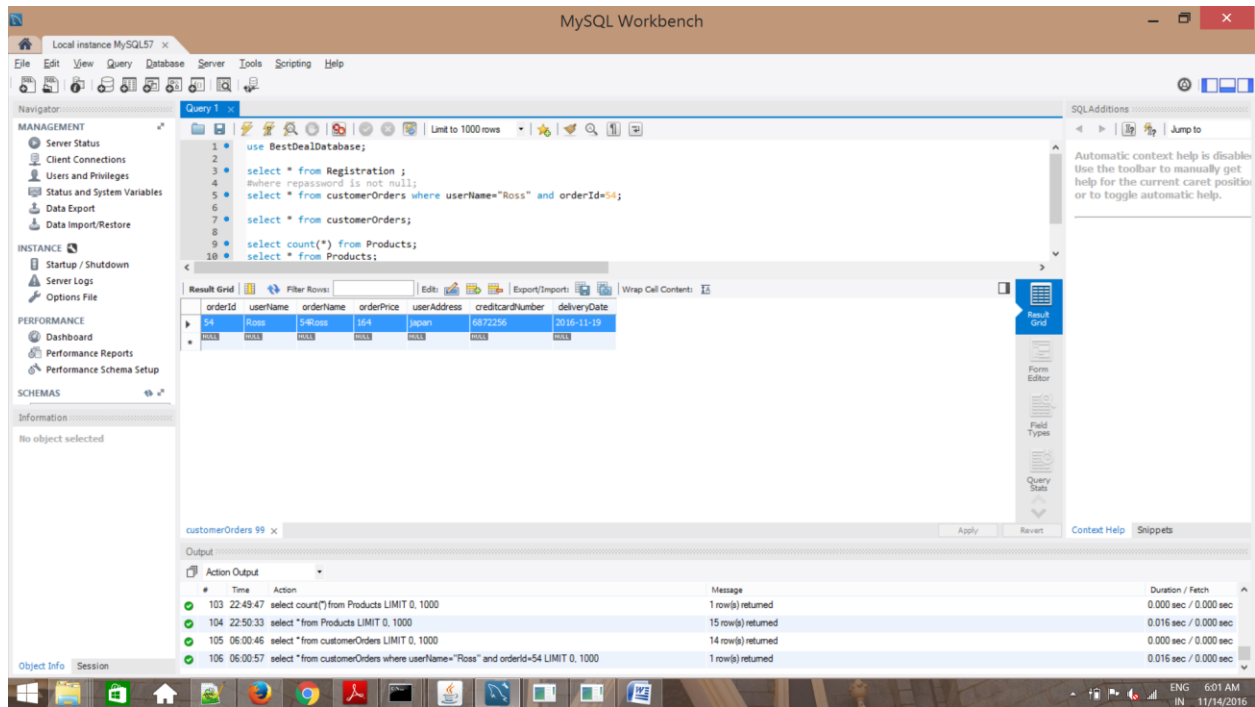 MySQL Workbench
Local instance MySQL57 ×
File Edit View Query Database Server Tools Scripting Help
Navigator
MANAGEMENT
Server Status
Client Connections
Users and Privileges
Status and System Variables
Data Export
Data Import/Restore
INSTANCE
Startup / Shutdown
Server Logs
Options File
PERFORMANCE
Dashboard
Performance Reports
Performance Schema Setup
SCHEMAS
Information
No object selected
Object Info Session
Query 1 ×
Limit to 1000 rows
1 use BestDealDatabase;
2
3 select * from Registration ;
4 #where repassword is not null;
5 select * from customerOrders where userName="Ross" and orderId=54;
6
7 select * from customerOrders;
8
9 select count(*) from Products;
10 select * from Products;
Result Grid Filter Rows: Edit: Export/Import: Wrap Cell Content:
orderId userName orderName orderPrice userAddress creditcardNumber deliveryDate
54 Ross 54Ross 164 japan 6872256 2016-11-19
NULL NULL NULL NULL NULL NULL NULL
Result Grid
Form Editor
Field Types
Query Stats
customerOrders 99 ×
Apply Revert
SQLAdditions
Jump to
Automatic context help is disable
Use the toolbar to manually get
help for the current caret positio
or to toggle automatic help.
Context Help Snippets
Output
Action Output
# Time Action Message Duration / Fetch
103 22:49:47 select count(*) from Products LIMIT 0, 1000 1 row(s) returned 0.000 sec / 0.000 sec
104 22:50:33 select * from Products LIMIT 0, 1000 15 row(s) returned 0.016 sec / 0.000 sec
105 06:00:46 select * from customerOrders LIMIT 0, 1000 14 row(s) returned 0.000 sec / 0.000 sec
106 06:00:57 select * from customerOrders where userName="Ross" and orderId=54 LIMIT 0, 1000 1 row(s) returned 0.016 sec / 0.000 sec
ENG 6:01 AM
IN 11/14/2016